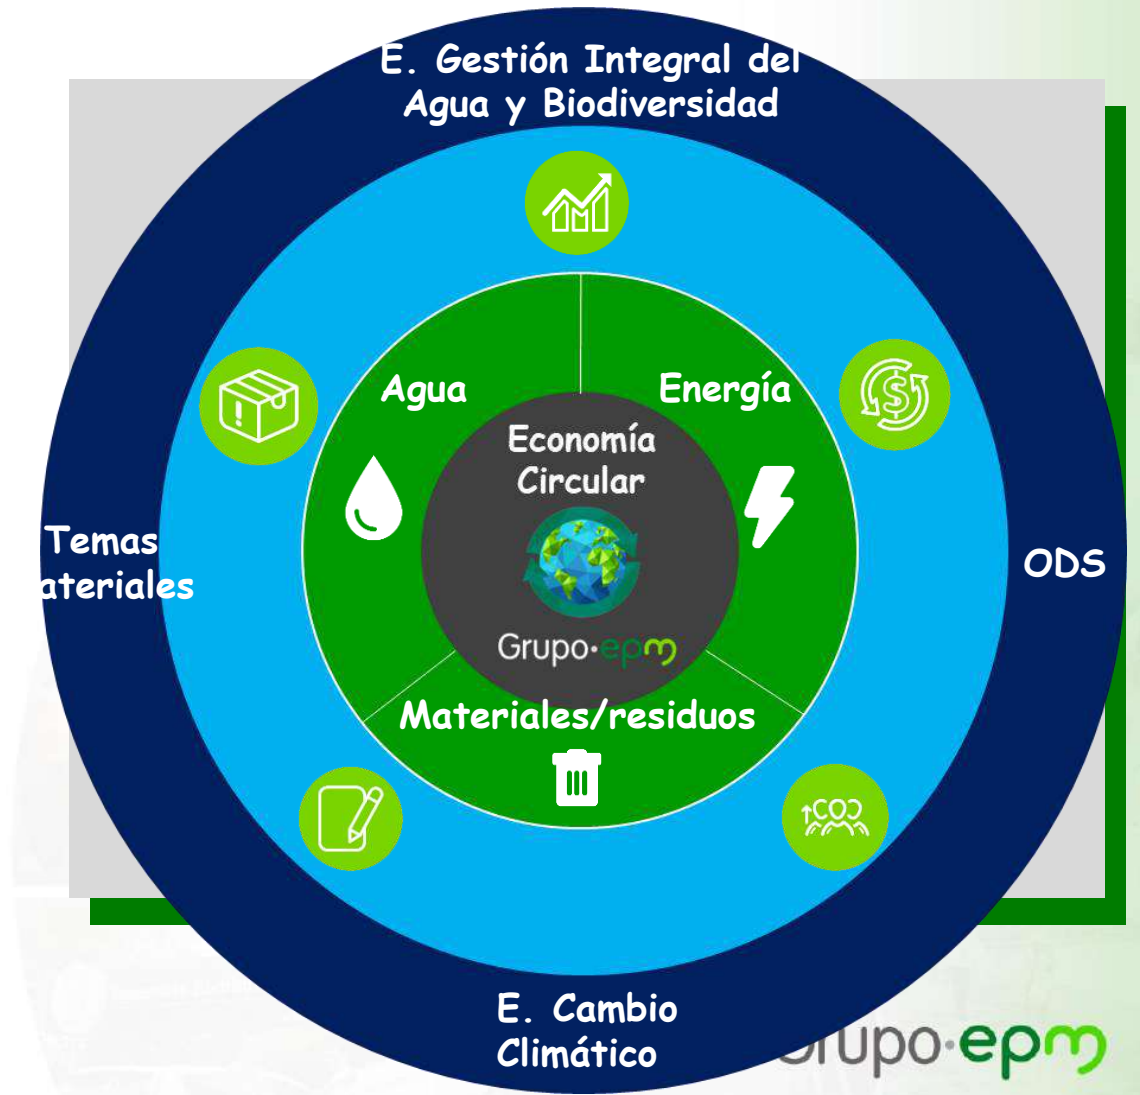 E. Gestión Integral del
Agua y Biodiversidad
Agua
Energía
Economía
Circular
Temas
ateriales
ODS
Grupo·epm
Materiales/residuos
E. Cambio
Climático
Grupo·epm